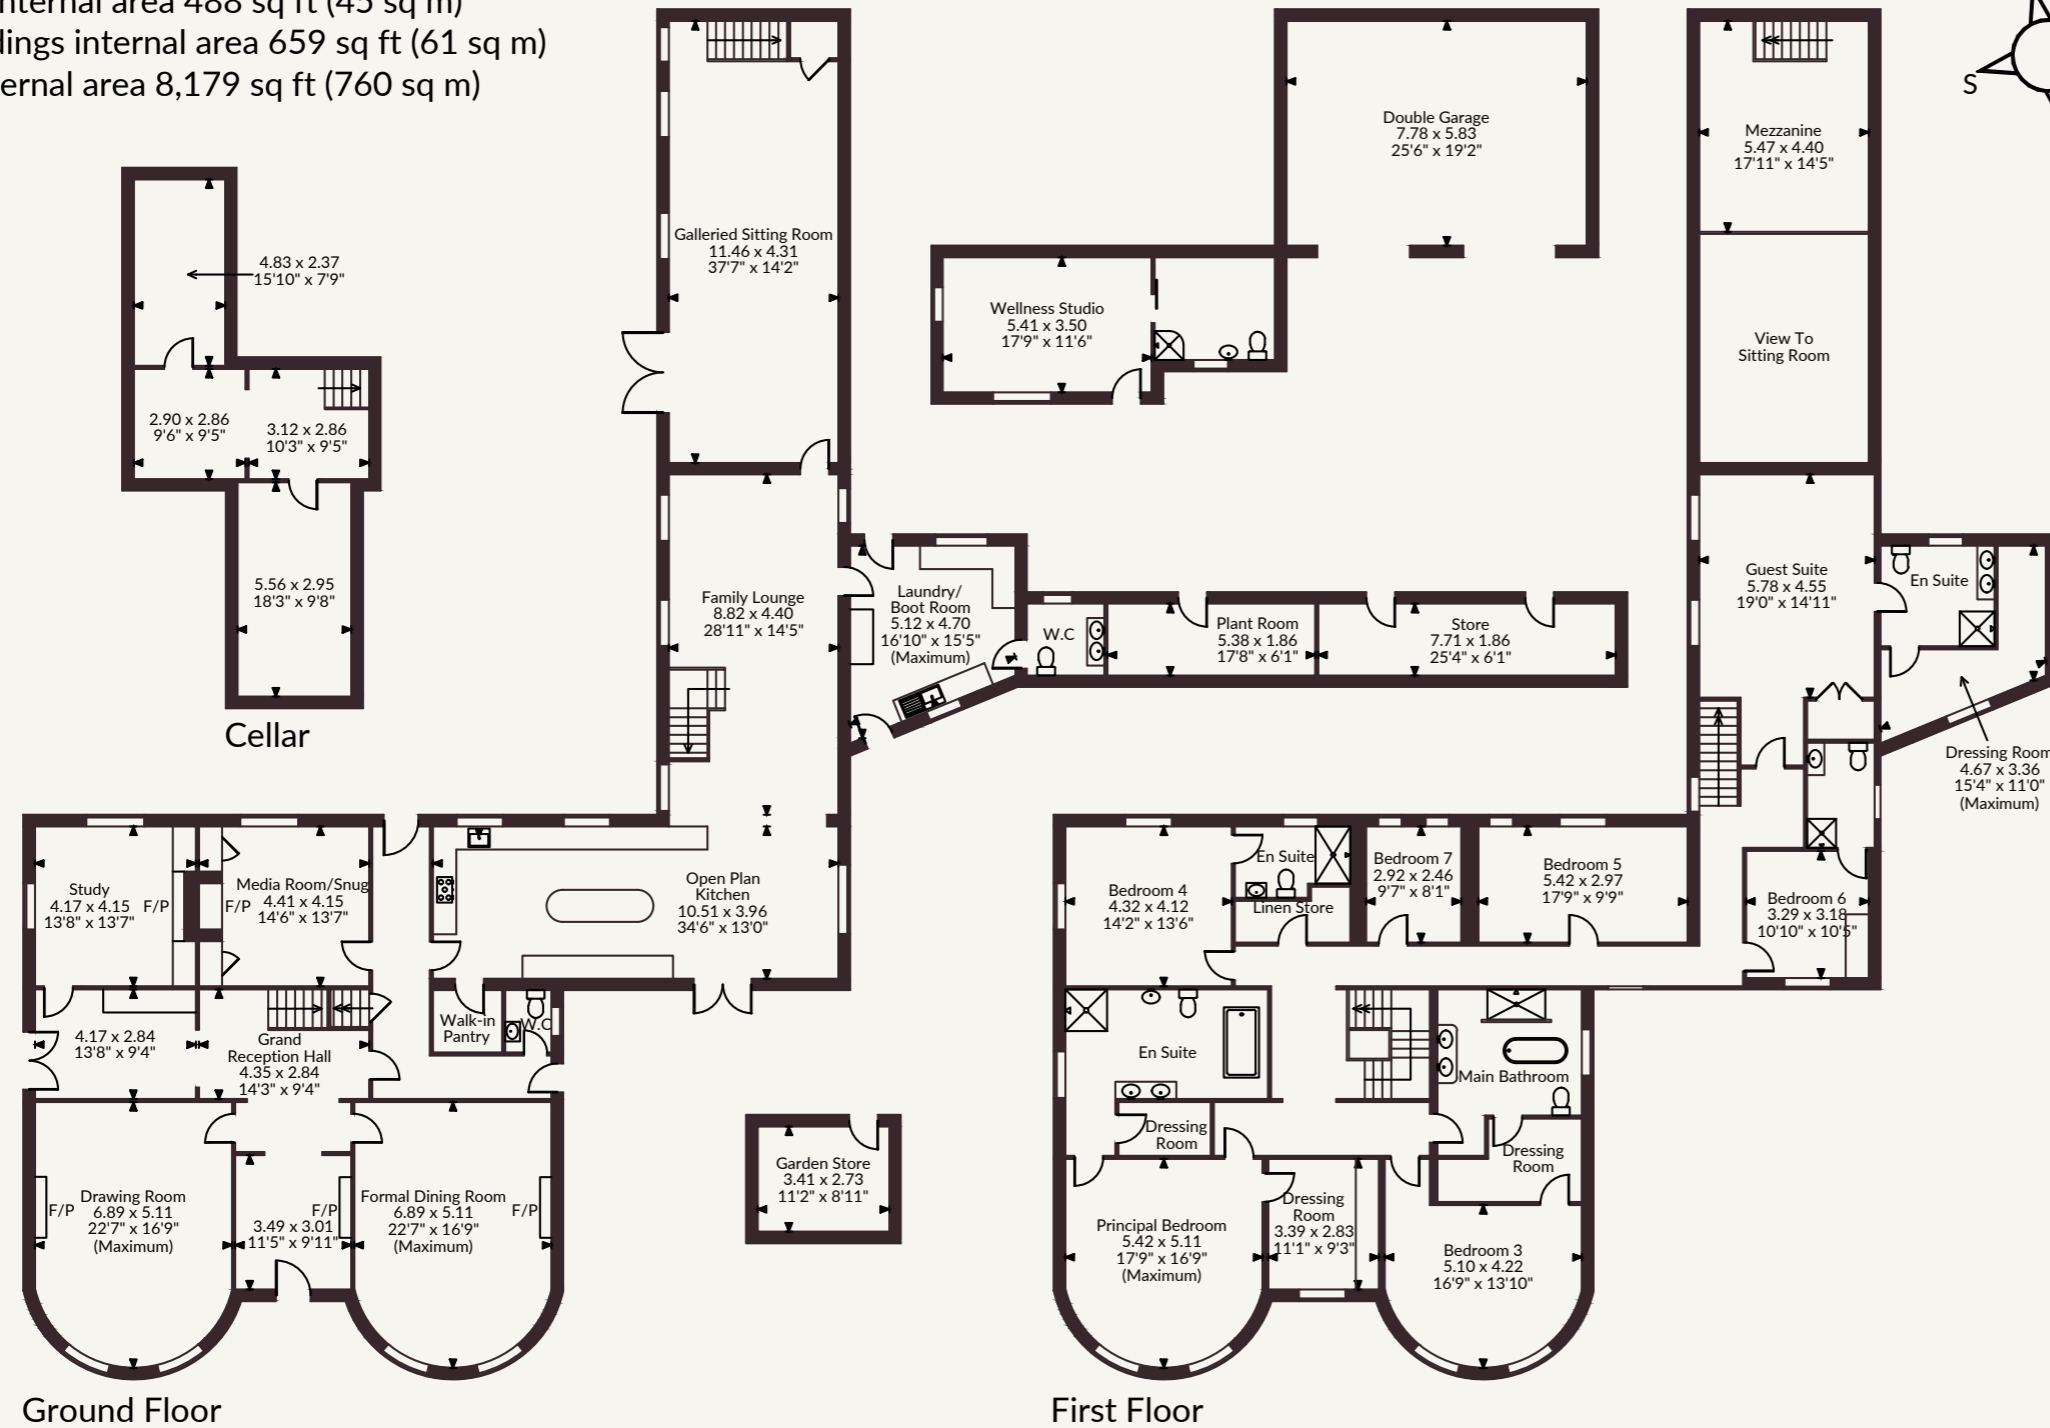 internal area 488 sq ft (45 sq m)
dings internal area 659 sq ft (61 sq m)
ernal area 8,179 sq ft (760 sq m)
S
4.83 x 2.37
15'10" x 7'9"
2.90 x 2.86
9'6" x 9'5"
3.12 x 2.86
10'3" x 9'5"
5.56 x 2.95
18'3" x 9'8"
Cellar
Galleried Sitting Room
11.46 x 4.31
37'7" x 14'2"
Double Garage
7.78 x 5.83
25'6" x 19'2"
Wellness Studio
5.41 x 3.50
17'9" x 11'6"
Mezzanine
5.47 x 4.40
17'11" x 14'5"
View To
Sitting Room
Family Lounge
8.82 x 4.40
28'11" x 14'5"
Laundry/
Boot Room
5.12 x 4.70
16'10" x 15'5"
(Maximum)
W.C
Plant Room
5.38 x 1.86
17'8" x 6'1"
Store
7.71 x 1.86
25'4" x 6'1"
Guest Suite
5.78 x 4.55
19'0" x 14'11"
En Suite
Dressing Room
4.67 x 3.36
15'4" x 11'0"
(Maximum)
Study
4.17 x 4.15
13'8" x 13'7"
F/P
F/P
Media Room/Snug
4.41 x 4.15
14'6" x 13'7"
Open Plan
Kitchen
10.51 x 3.96
34'6" x 13'0"
4.17 x 2.84
13'8" x 9'4"
Grand
Reception Hall
4.35 x 2.84
14'3" x 9'4"
Walk-in
Pantry
W.C
Drawing Room
6.89 x 5.11
22'7" x 16'9"
(Maximum)
F/P
3.49 x 3.01
11'5" x 9'11"
F/P
Formal Dining Room
6.89 x 5.11
22'7" x 16'9"
(Maximum)
F/P
Garden Store
3.41 x 2.73
11'2" x 8'11"
Ground Floor
Bedroom 4
4.32 x 4.12
14'2" x 13'6"
En Suite
Linen Store
Bedroom 7
2.92 x 2.46
9'7" x 8'1"
Bedroom 5
5.42 x 2.97
17'9" x 9'9"
Bedroom 6
3.29 x 3.18
10'10" x 10'5"
En Suite
Main Bathroom
Dressing
Room
Dressing
Room
Principal Bedroom
5.42 x 5.11
17'9" x 16'9"
(Maximum)
Dressing
Room
3.39 x 2.83
11'1" x 9'3"
Bedroom 3
5.10 x 4.22
16'9" x 13'10"
First Floor